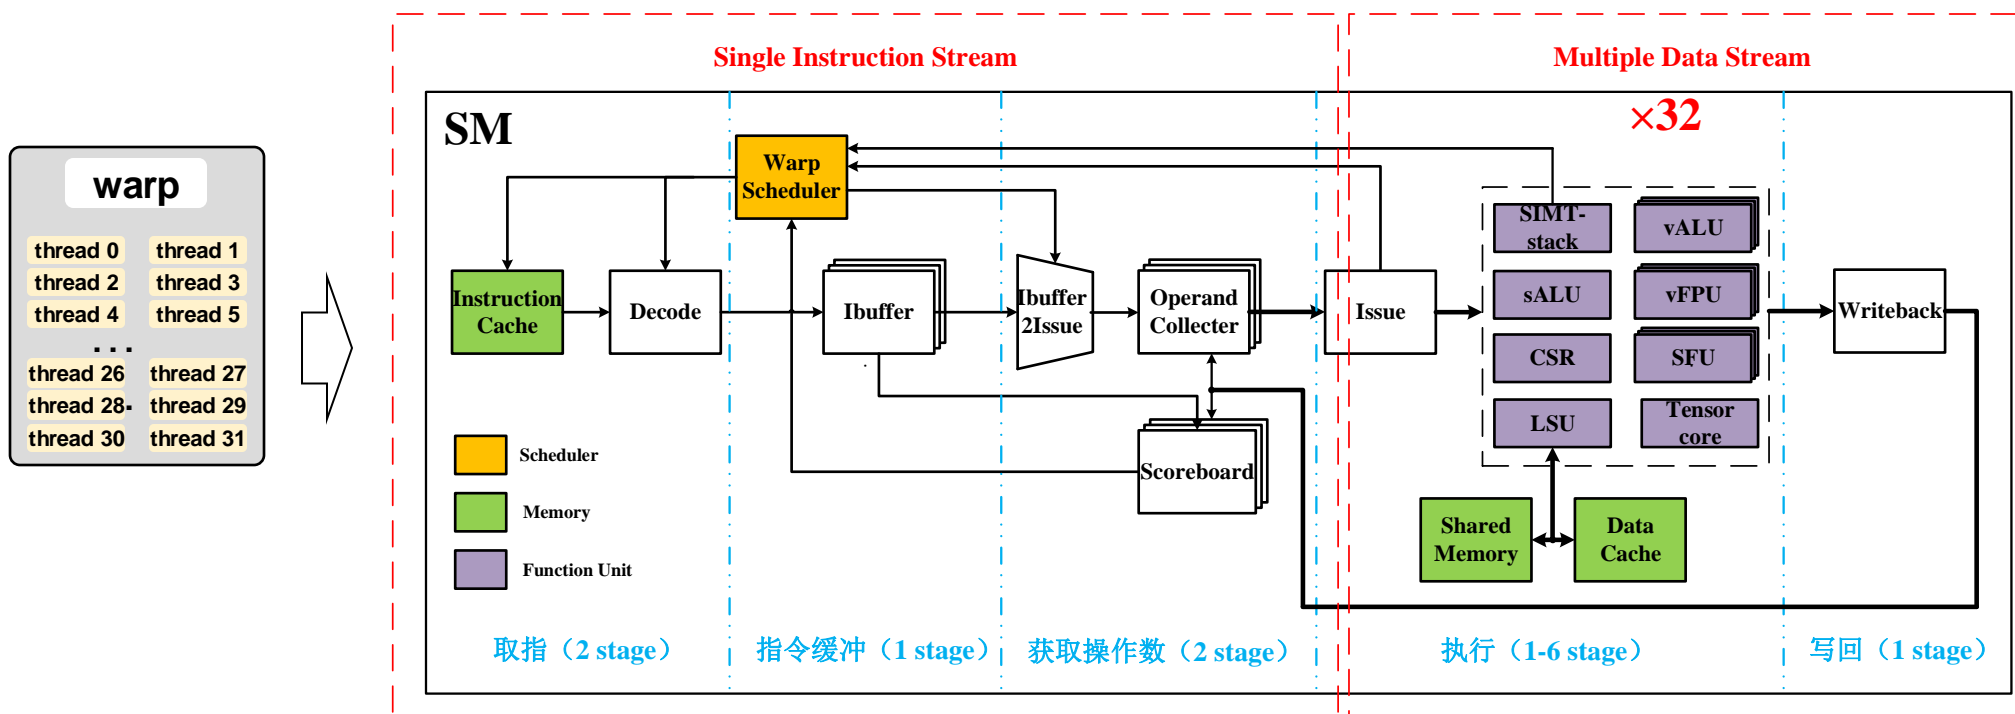 Single Instruction Stream
Multiple Data Stream
SM
×32
warp
thread 0 thread 1
thread 2 thread 3
thread 4 thread 5
...
thread 26 thread 27
thread 28 thread 29
thread 30 thread 31
Warp
Scheduler
Instruction
Cache
Decode
Ibuffer
Ibuffer
2Issue
Operand
Collecter
Issue
Scoreboard
SIMT-
stack
vALU
sALU
vFPU
CSR
SFU
LSU
Tensor
core
Writeback
Shared
Memory
Data
Cache
Scheduler
Memory
Function Unit
取指（2 stage）
指令缓冲（1 stage）
获取操作数（2 stage）
执行（1-6 stage）
写回（1 stage）